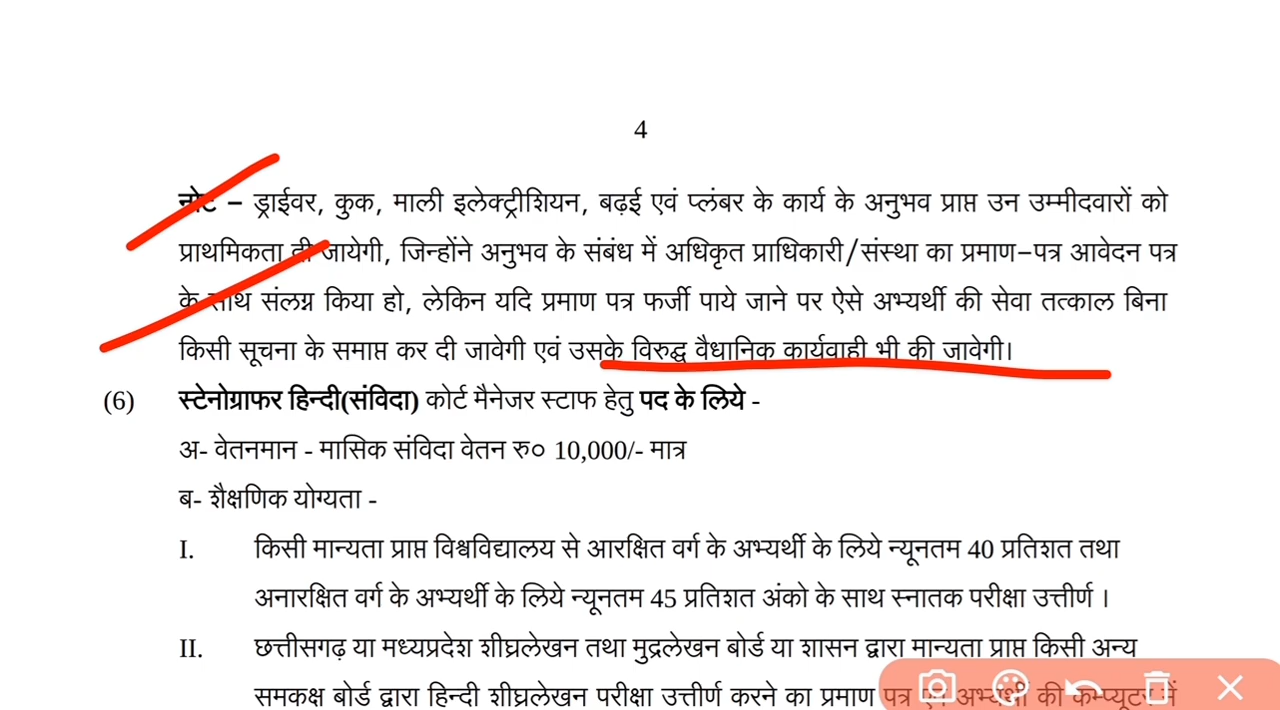 4
नोट – ड्राईवर, कुक, माली इलेक्ट्रीशियन, बढ़ई एवं प्लंबर के कार्य के अनुभव प्राप्त उन उम्मीदवारों को
प्राथमिकता दी जायेगी, जिन्होंने अनुभव के संबंध में अधिकृत प्राधिकारी/संस्था का प्रमाण–पत्र आवेदन पत्र
के साथ संलग्न किया हो, लेकिन यदि प्रमाण पत्र फर्जी पाये जाने पर ऐसे अभ्यर्थी की सेवा तत्काल बिना
किसी सूचना के समाप्त कर दी जावेगी एवं उसके विरुद्ध वैधानिक कार्यवाही भी की जावेगी।
(6) स्टेनोग्राफर हिन्दी(संविदा) कोर्ट मैनेजर स्टाफ हेतु पद के लिये -
अ- वेतनमान - मासिक संविदा वेतन रु० 10,000/- मात्र
ब- शैक्षणिक योग्यता -
I. किसी मान्यता प्राप्त विश्वविद्यालय से आरक्षित वर्ग के अभ्यर्थी के लिये न्यूनतम 40 प्रतिशत तथा
अनारक्षित वर्ग के अभ्यर्थी के लिये न्यूनतम 45 प्रतिशत अंको के साथ स्नातक परीक्षा उत्तीर्ण ।
II. छत्तीसगढ़ या मध्यप्रदेश शीघ्रलेखन तथा मुद्रलेखन बोर्ड या शासन द्वारा मान्यता प्राप्त किसी अन्य
समकक्ष बोर्ड द्वारा हिन्दी शीघ्रलेखन परीक्षा उत्तीर्ण करने का प्रमाण पत्र एवं अभ्यर्थी की कम्प्यूटर में